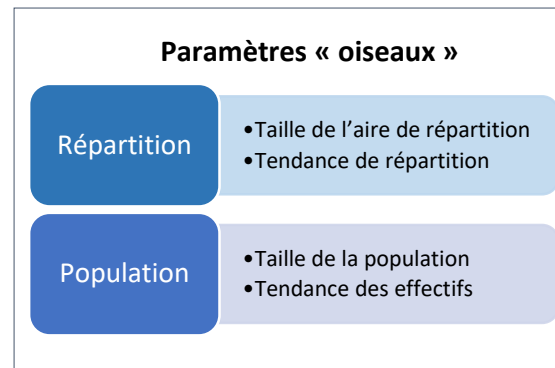 Paramètres « oiseaux »
Répartition
•Taille de l’aire de répartition
•Tendance de répartition
Population
•Taille de la population
•Tendance des effectifs